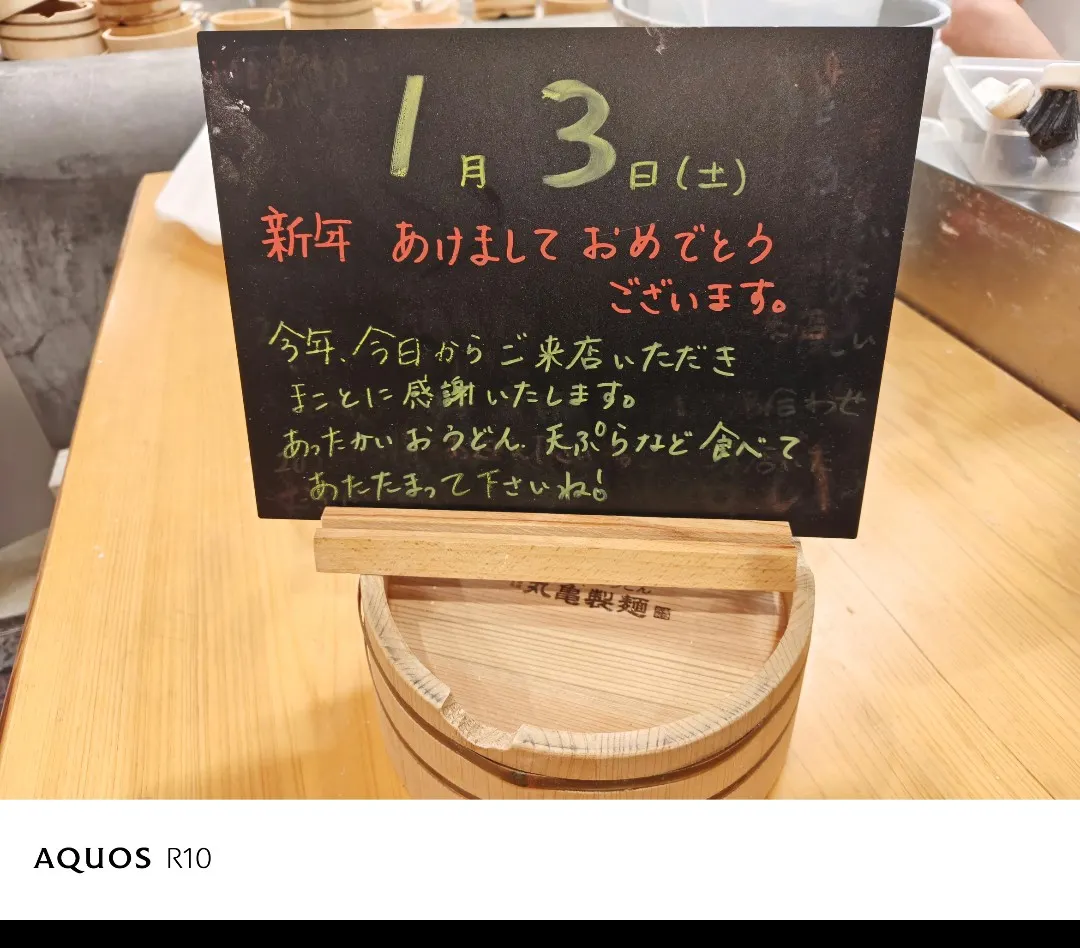 1月3日(土)
新年 あけまして おめでとう
ございます。
今年、今日からご来店いただき
まことに感謝いたします。
あったかいおうどん、天ぷらなど食べて
あたたまって下さいね!
丸亀製麺
AQUOS R10